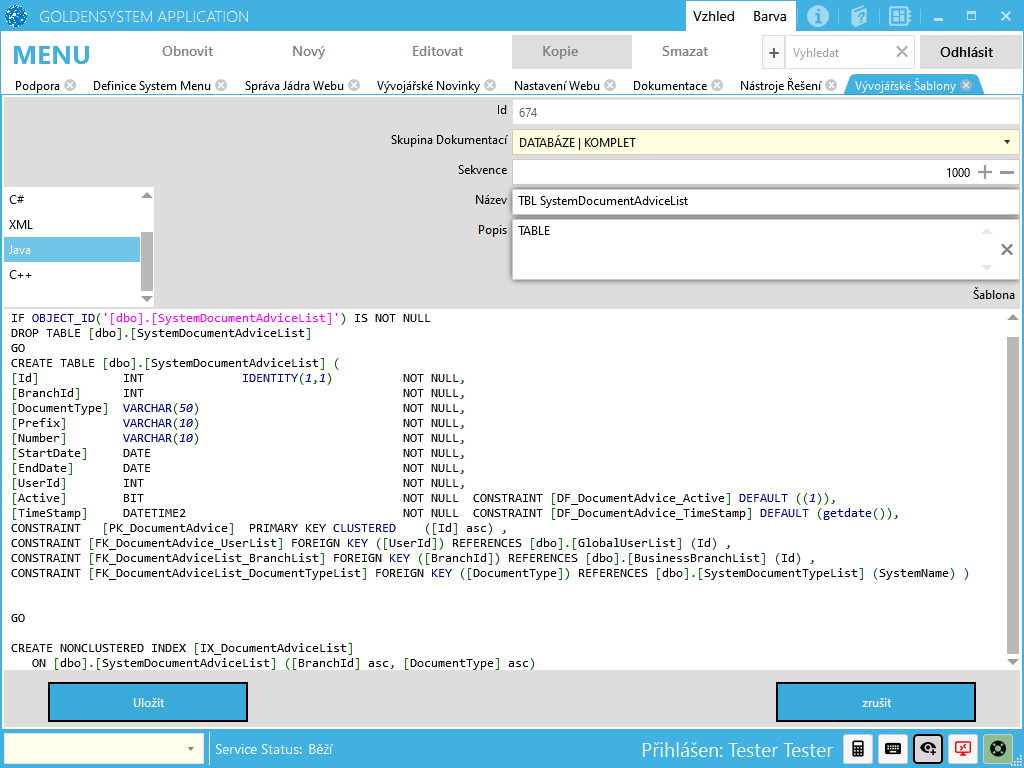 GOLDENSYSTEM APPLICATION
Vzhled Barva
MENU Obnovit Nový Editovat Kopie Smazat + Vyhledat Odhlásit
Podpora Definice System Menu Správa Jádra Webu Vývojářské Novinky Nastavení Webu Dokumentace Nástroje Řešení Vývojářské Šablony
Id 674
Skupina Dokumentací DATABÁZE | KOMPLET
Sekvence 1000
Název TBL SystemDocumentAdviceList
Popis TABLE
C#
XML
Java
C++
Šablona
IF OBJECT_ID('[dbo].[SystemDocumentAdviceList]') IS NOT NULL
DROP TABLE [dbo].[SystemDocumentAdviceList]
GO
CREATE TABLE [dbo].[SystemDocumentAdviceList] (
[Id] INT IDENTITY(1,1) NOT NULL,
[BranchId] INT NOT NULL,
[DocumentType] VARCHAR(50) NOT NULL,
[Prefix] VARCHAR(10) NOT NULL,
[Number] VARCHAR(10) NOT NULL,
[StartDate] DATE NOT NULL,
[EndDate] DATE NOT NULL,
[UserId] INT NOT NULL,
[Active] BIT NOT NULL CONSTRAINT [DF_DocumentAdvice_Active] DEFAULT ((1)),
[TimeStamp] DATETIME2 NOT NULL CONSTRAINT [DF_DocumentAdvice_TimeStamp] DEFAULT (getdate()),
CONSTRAINT [PK_DocumentAdvice] PRIMARY KEY CLUSTERED ([Id] asc) ,
CONSTRAINT [FK_DocumentAdvice_UserList] FOREIGN KEY ([UserId]) REFERENCES [dbo].[GlobalUserList] (Id) ,
CONSTRAINT [FK_DocumentAdviceList_BranchList] FOREIGN KEY ([BranchId]) REFERENCES [dbo].[BusinessBranchList] (Id) ,
CONSTRAINT [FK_DocumentAdviceList_DocumentTypeList] FOREIGN KEY ([DocumentType]) REFERENCES [dbo].[SystemDocumentTypeList] (SystemName) )
GO
CREATE NONCLUSTERED INDEX [IX_DocumentAdviceList]
ON [dbo].[SystemDocumentAdviceList] ([BranchId] asc, [DocumentType] asc)
Uložit zrušit
Service Status: Běží Přihlášen: Tester Tester